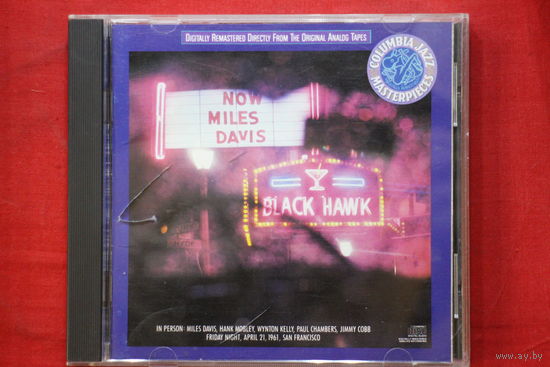 DIGITALLY REMASTERED DIRECTLY FROM THE ORIGINAL ANALOG TAPES
COLUMBIA JAZZ
MASTERPIECES
NOW
MILES
DAVIS
BLACK HAWK
IN PERSON: MILES DAVIS, HANK MOBLEY, WYNTON KELLY, PAUL CHAMBERS, JIMMY COBB
FRIDAY NIGHT, APRIL 21, 1961, SAN FRANCISCO
www.ay.by